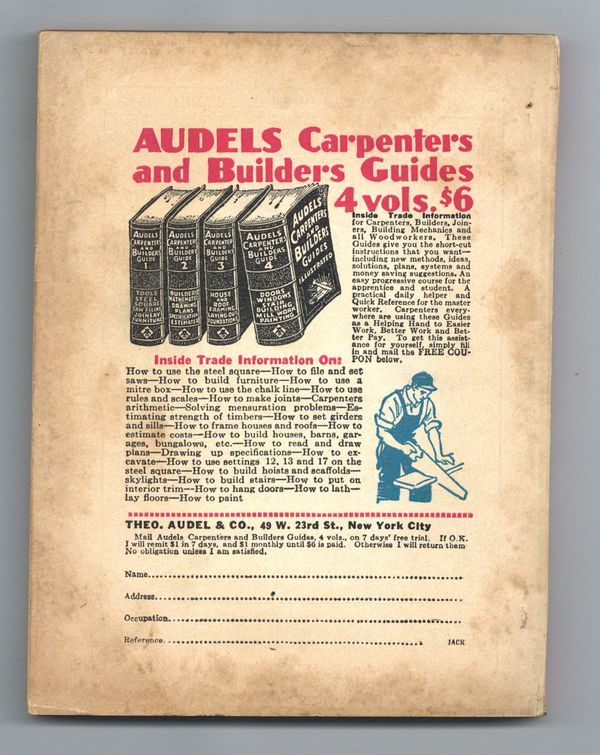 AUDELS Carpenters
and Builders Guides
4 vols. $6
AUDELS
CARPENTERS
AND
BUILDERS
GUIDE
1
TOOLS
STEEL
SQUARE
SAW FILING
JOINERY
FURNITURE
AUDELS
CARPENTERS
AND
BUILDERS
GUIDE
2
BUILDERS
MATHEMATICS
DRAWING
PLANS
SPECIFICATIONS
ESTIMATES
AUDELS
CARPENTERS
AND
BUILDERS
GUIDE
3
HOUSE
AND
ROOF
FRAMING
LAYING OUT
FOUNDATIONS
AUDELS
CARPENTERS
AND
BUILDERS
GUIDE
4
DOORS
WINDOWS
STAIR
BUILDING
MILL WORK
PAINTING
AUDELS
CARPENTERS
AND
BUILDERS
GUIDES
ILLUSTRATED
Inside Trade Information
for Carpenters, Builders, Join-
ers, Building Mechanics and
all Woodworkers. These
Guides give you the short-cut
instructions that you want—
including new methods, ideas,
solutions, plans, systems and
money saving suggestions. An
easy progressive course for the
apprentice and student. A
practical daily helper and
Quick Reference for the master
worker. Carpenters every-
where are using these Guides
as a Helping Hand to Easier
Work, Better Work and Bet-
ter Pay. To get this assist-
ance for yourself, simply fill
in and mail the FREE COU-
PON below.
Inside Trade Information On:
How to use the steel square—How to file and set
saws—How to build furniture—How to use a
mitre box—How to use the chalk line—How to use
rules and scales—How to make joints—Carpenters
arithmetic—Solving mensuration problems—Es-
timating strength of timbers—How to set girders
and sills—How to frame houses and roofs—How to
estimate costs—How to build houses, barns, gar-
ages, bungalows, etc.—How to read and draw
plans—Drawing up specifications—How to ex-
cavate—How to use settings 12, 13 and 17 on the
steel square—How to build hoists and scaffolds—
skylights—How to build stairs—How to put on
interior trim—How to hang doors—How to lath—
lay floors—How to paint
THEO. AUDEL & CO., 49 W. 23rd St., New York City
Mail Audels Carpenters and Builders Guides, 4 vols., on 7 days' free trial. If O.K.
I will remit $1 in 7 days, and $1 monthly until $6 is paid. Otherwise I will return them
No obligation unless I am satisfied.
Name
Address
Occupation
Reference JACK